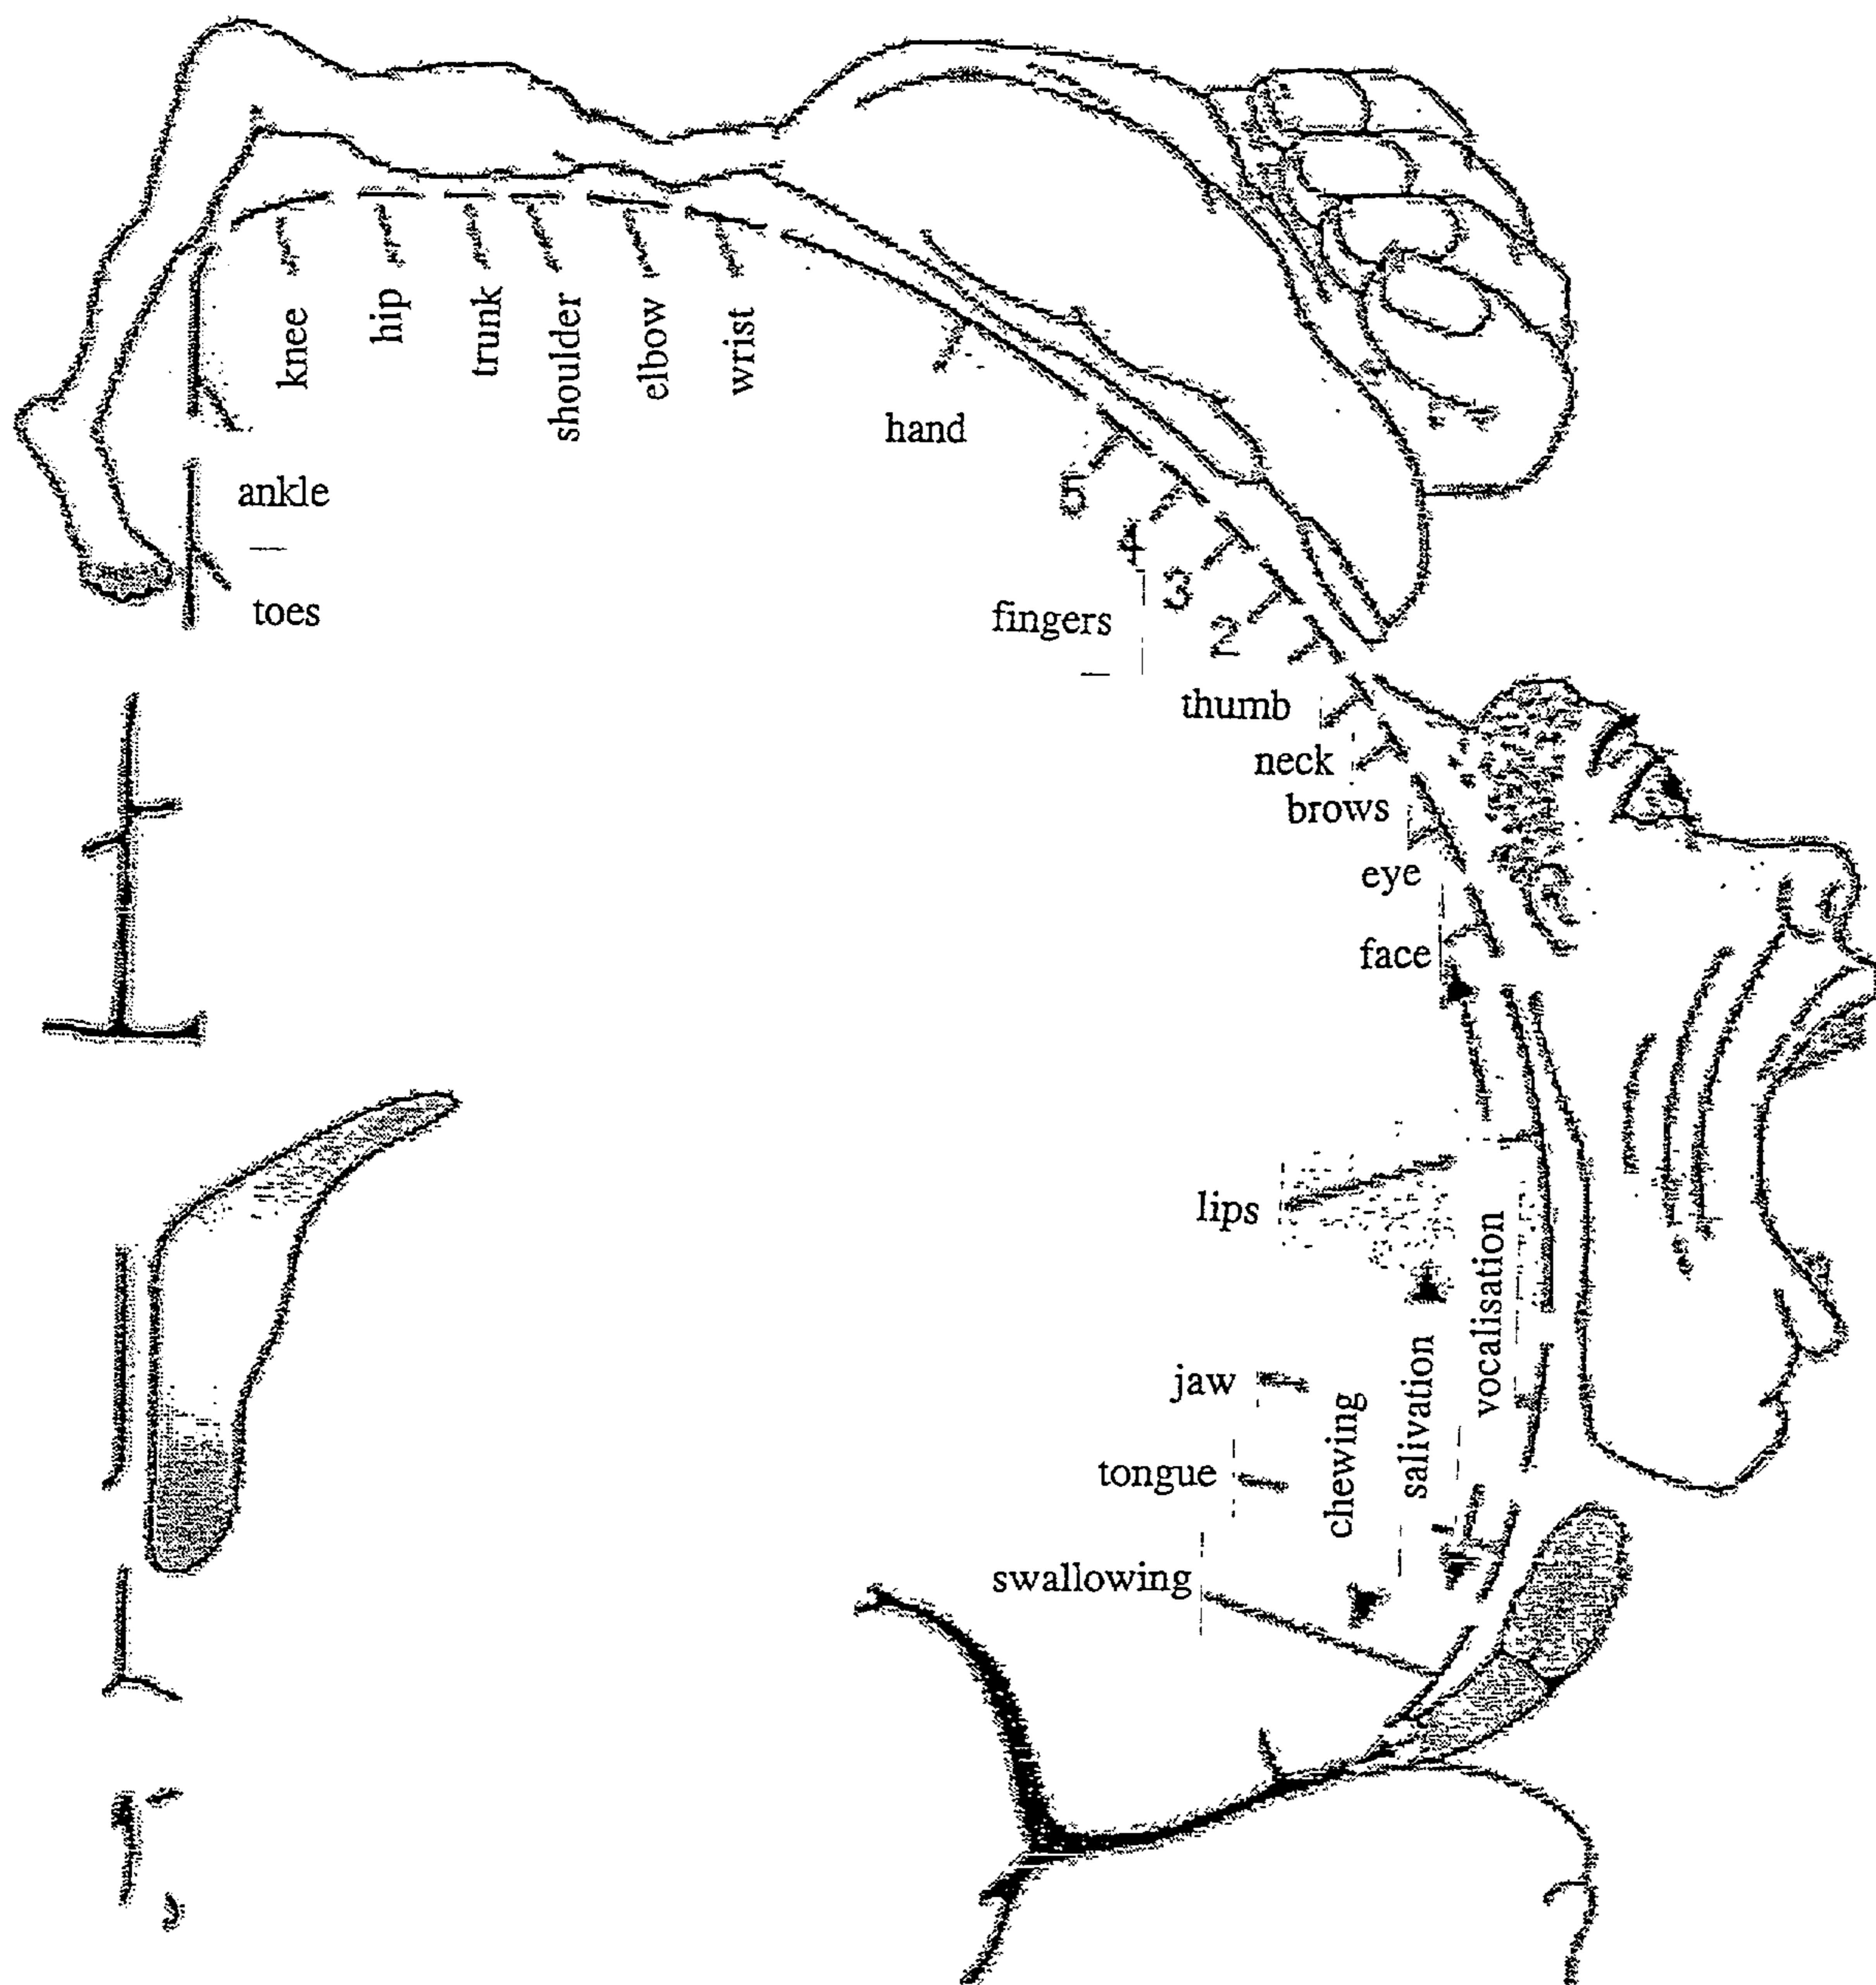 knee
hip
trunk
shoulder
elbow
wrist
hand
ankle
toes
5
4
3
2
fingers
thumb
neck
brows
eye
face
lips
vocalisation
salivation
jaw
chewing
tongue
swallowing